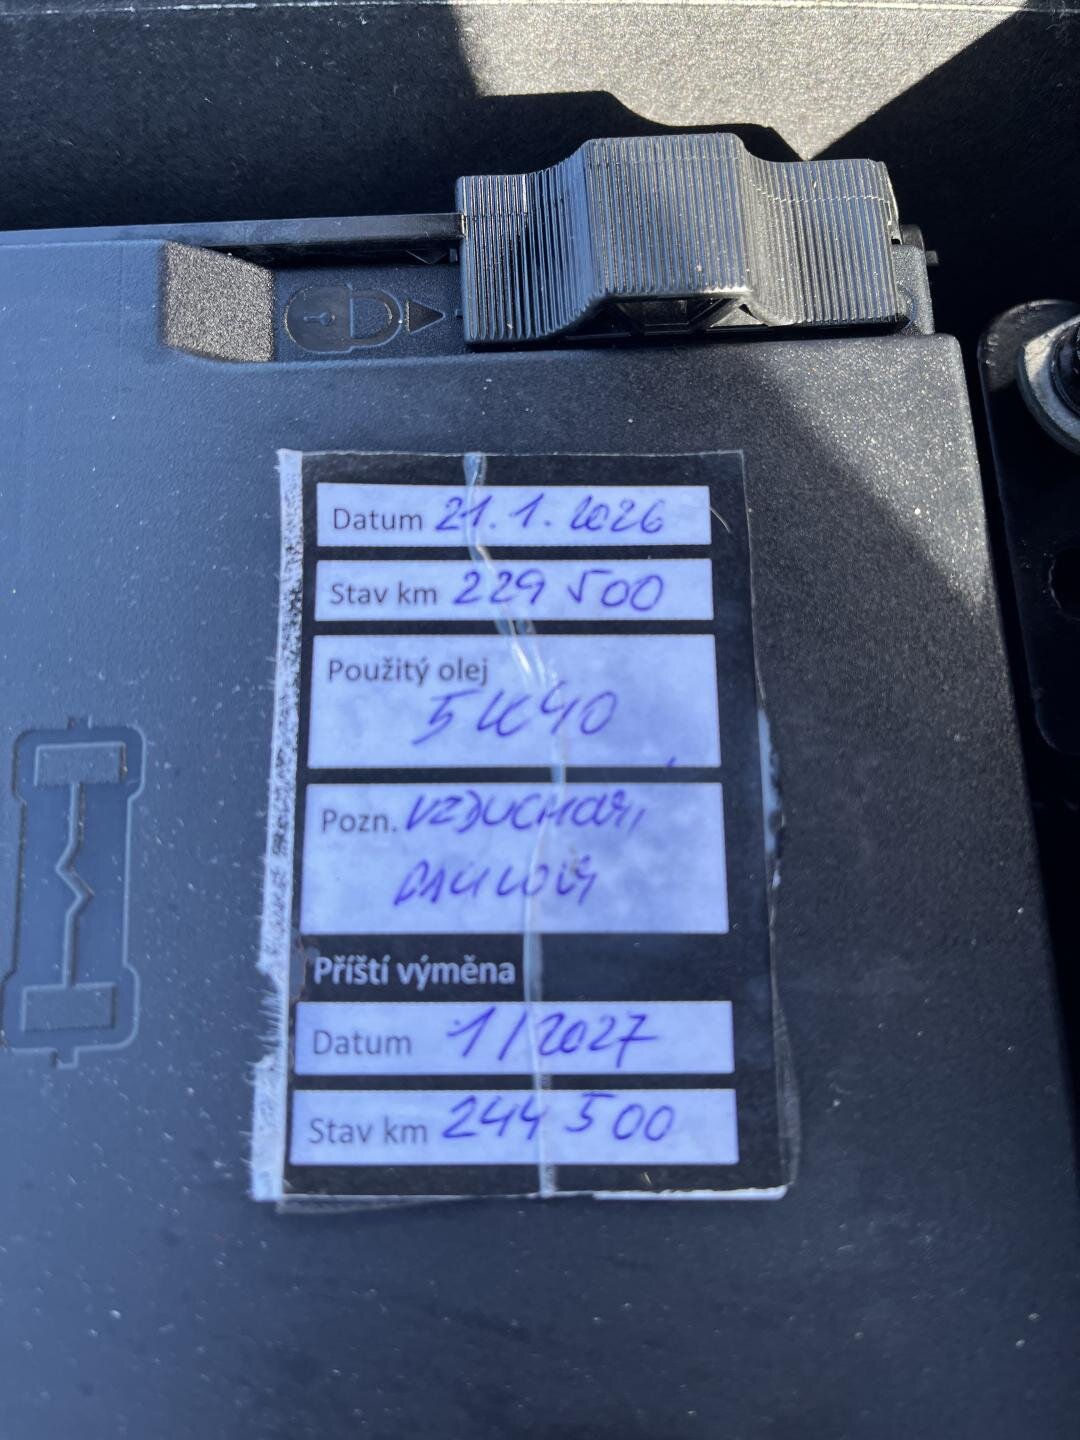 Datum 21.1.2026
Stav km 229 500
Použitý olej
5W40
Pozn. VZDUCHOVÝ,
PALIVOVÝ
Příští výměna
Datum 1/2027
Stav km 244 500